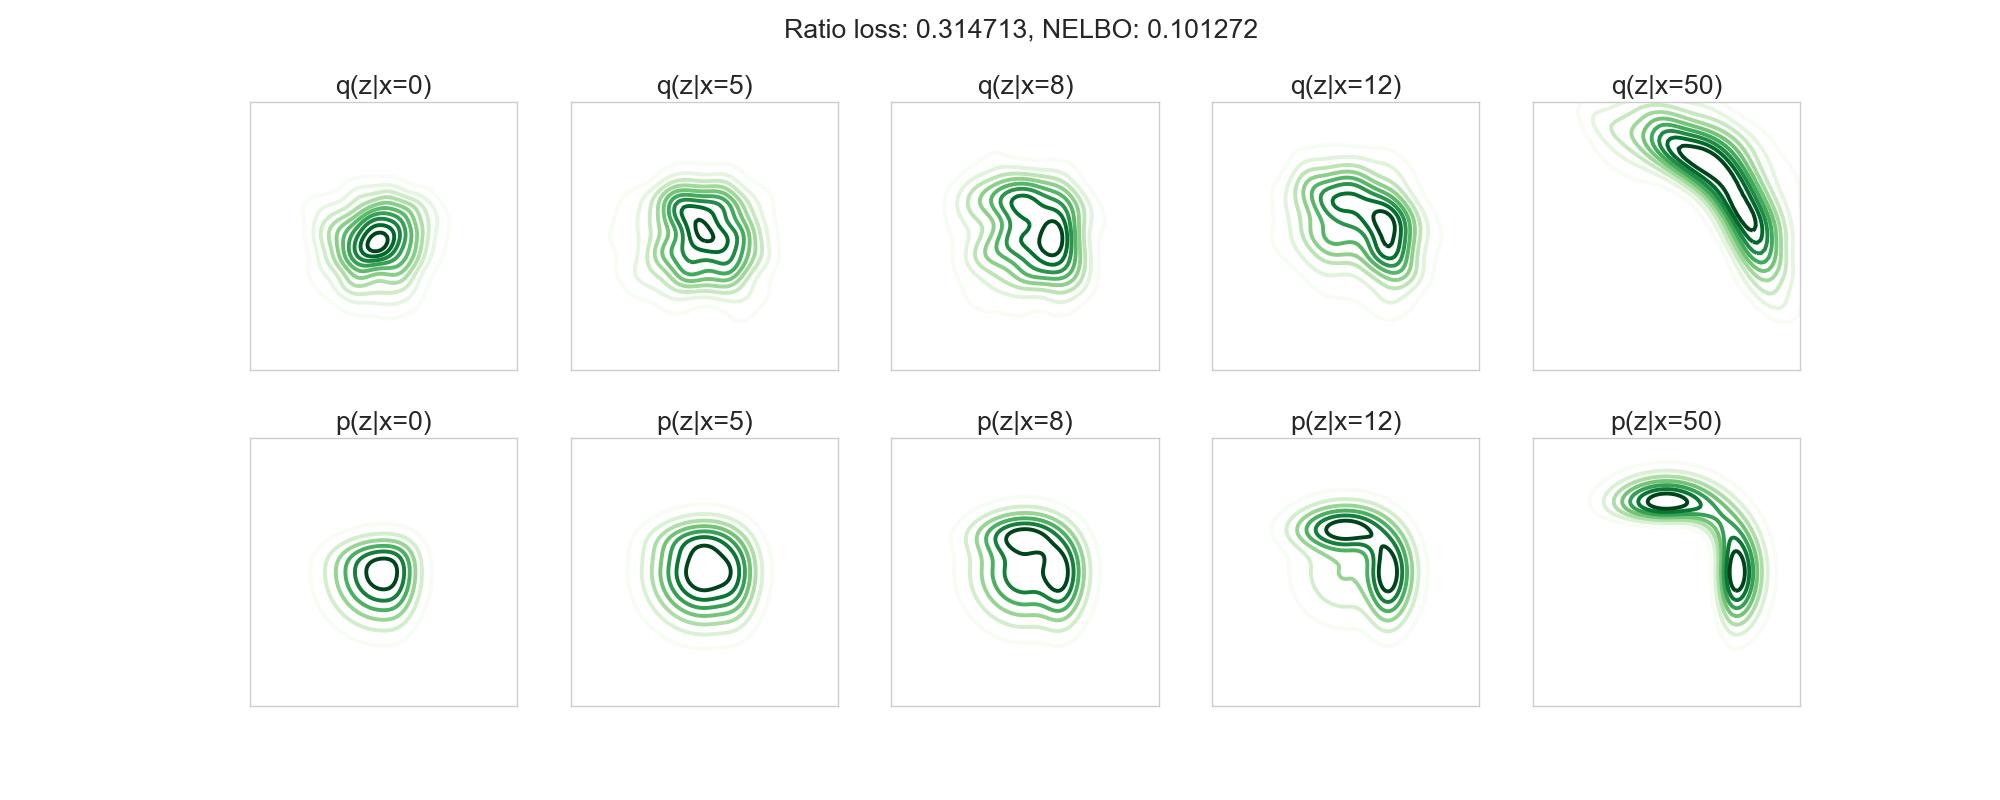 Ratio loss: 0.314713, NELBO: 0.101272
q(z|x=0) q(z|x=5) q(z|x=8) q(z|x=12) q(z|x=50)
p(z|x=0) p(z|x=5) p(z|x=8) p(z|x=12) p(z|x=50)